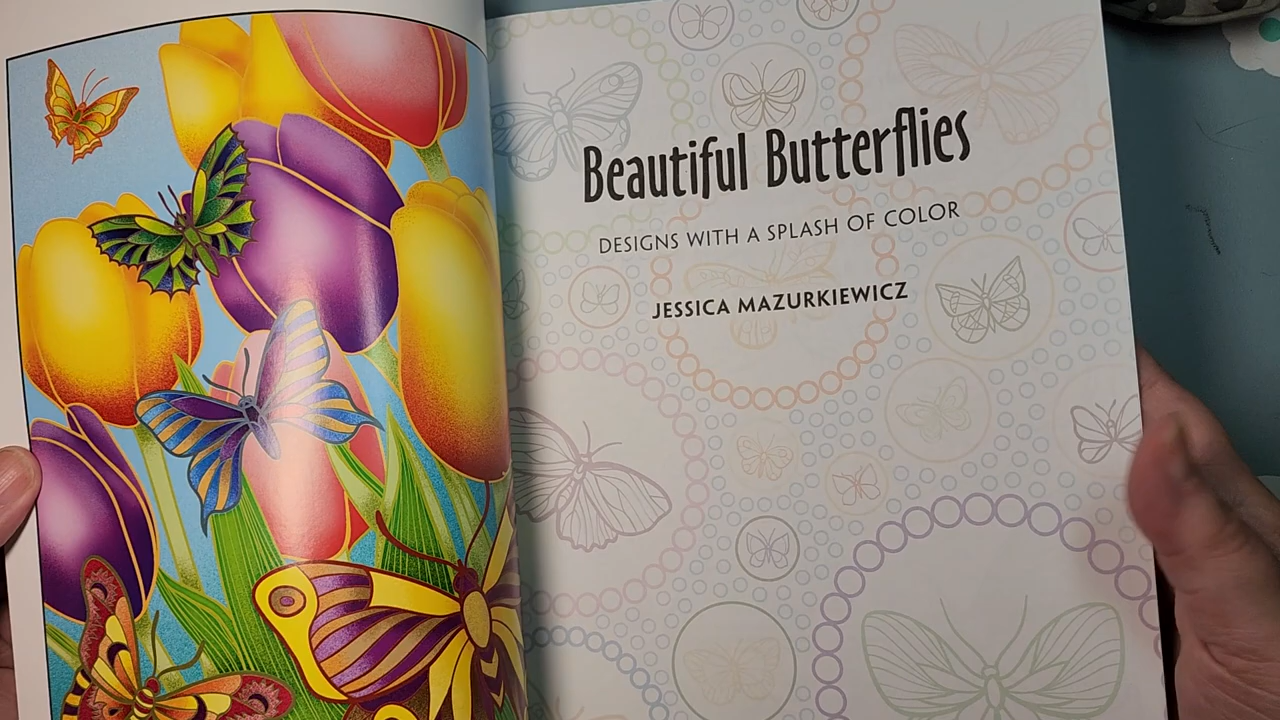 Beautiful Butterflies
DESIGNS WITH A SPLASH OF COLOR
JESSICA MAZURKIEWICZ